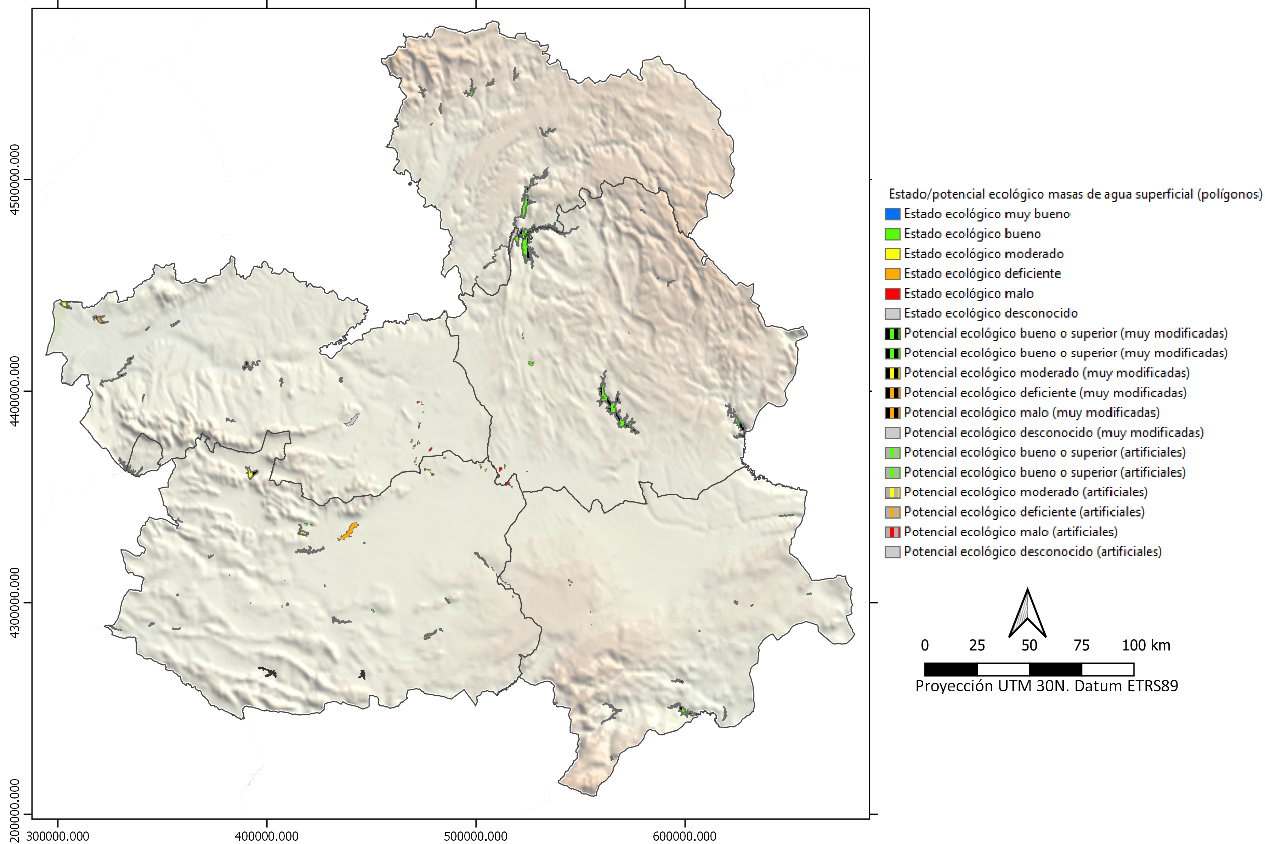 Estado/potencial ecológico masas de agua superficial (polígonos)
Estado ecológico muy bueno
Estado ecológico bueno
Estado ecológico moderado
Estado ecológico deficiente
Estado ecológico malo
Estado ecológico desconocido
Potencial ecológico bueno o superior (muy modificadas)
Potencial ecológico bueno o superior (muy modificadas)
Potencial ecológico moderado (muy modificadas)
Potencial ecológico deficiente (muy modificadas)
Potencial ecológico malo (muy modificadas)
Potencial ecológico desconocido (muy modificadas)
Potencial ecológico bueno o superior (artificiales)
Potencial ecológico bueno o superior (artificiales)
Potencial ecológico moderado (artificiales)
Potencial ecológico deficiente (artificiales)
Potencial ecológico malo (artificiales)
Potencial ecológico desconocido (artificiales)
0 25 50 75 100 km
Proyección UTM 30N. Datum ETRS89
4500000.000
4400000.000
4300000.000
4200000.000
300000.000 400000.000 500000.000 600000.000